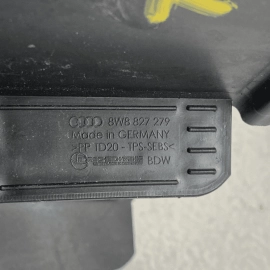 8W8 827 279
Made in GERMANY
>PP TD20 - TPS-SEBS<
BDW